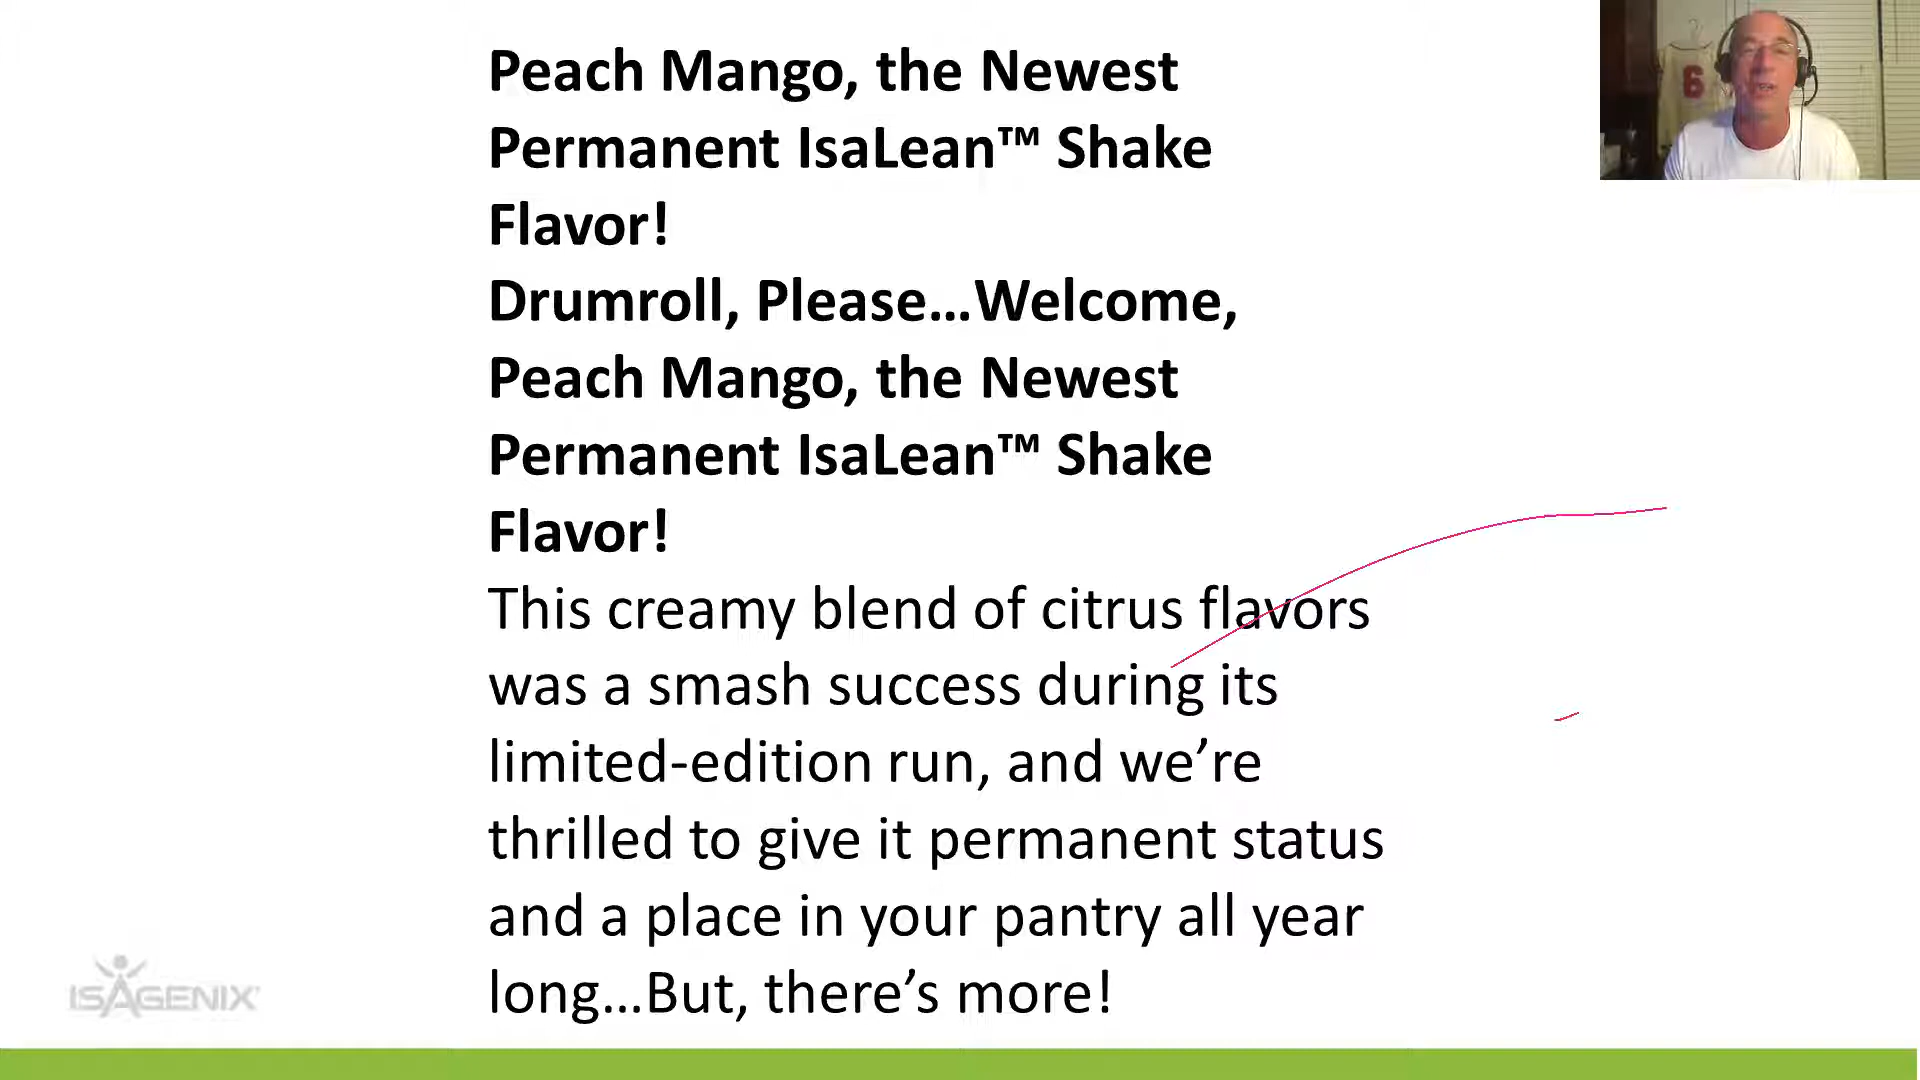 Peach Mango, the Newest
Permanent IsaLean™ Shake
Flavor!
Drumroll, Please…Welcome,
Peach Mango, the Newest
Permanent IsaLean™ Shake
Flavor!
This creamy blend of citrus flavors
was a smash success during its
limited-edition run, and we’re
thrilled to give it permanent status
and a place in your pantry all year
long…But, there’s more!
ISAGENIX
6